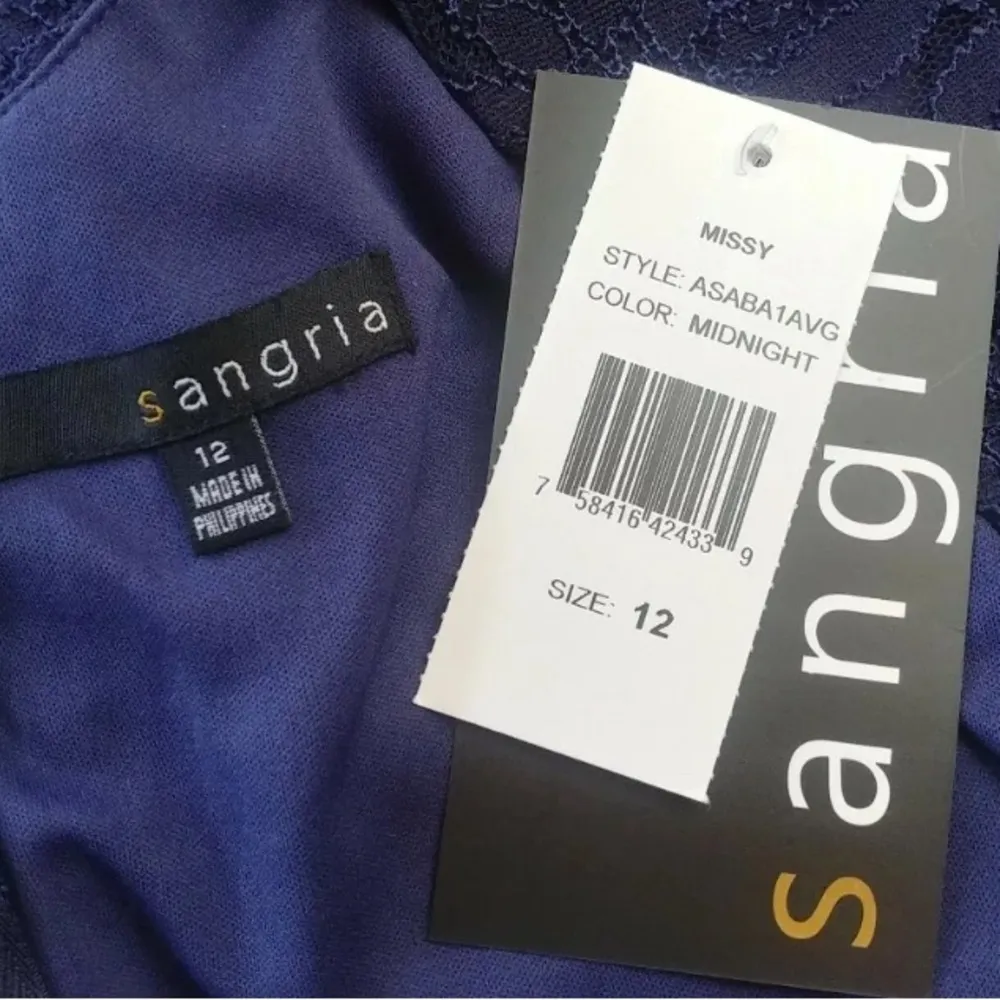 sangria
12
MADE IN
PHILIPPINES
MISSY
STYLE: ASABA1AVG
COLOR: MIDNIGHT
7 58416 42433 9
SIZE: 12
sangria